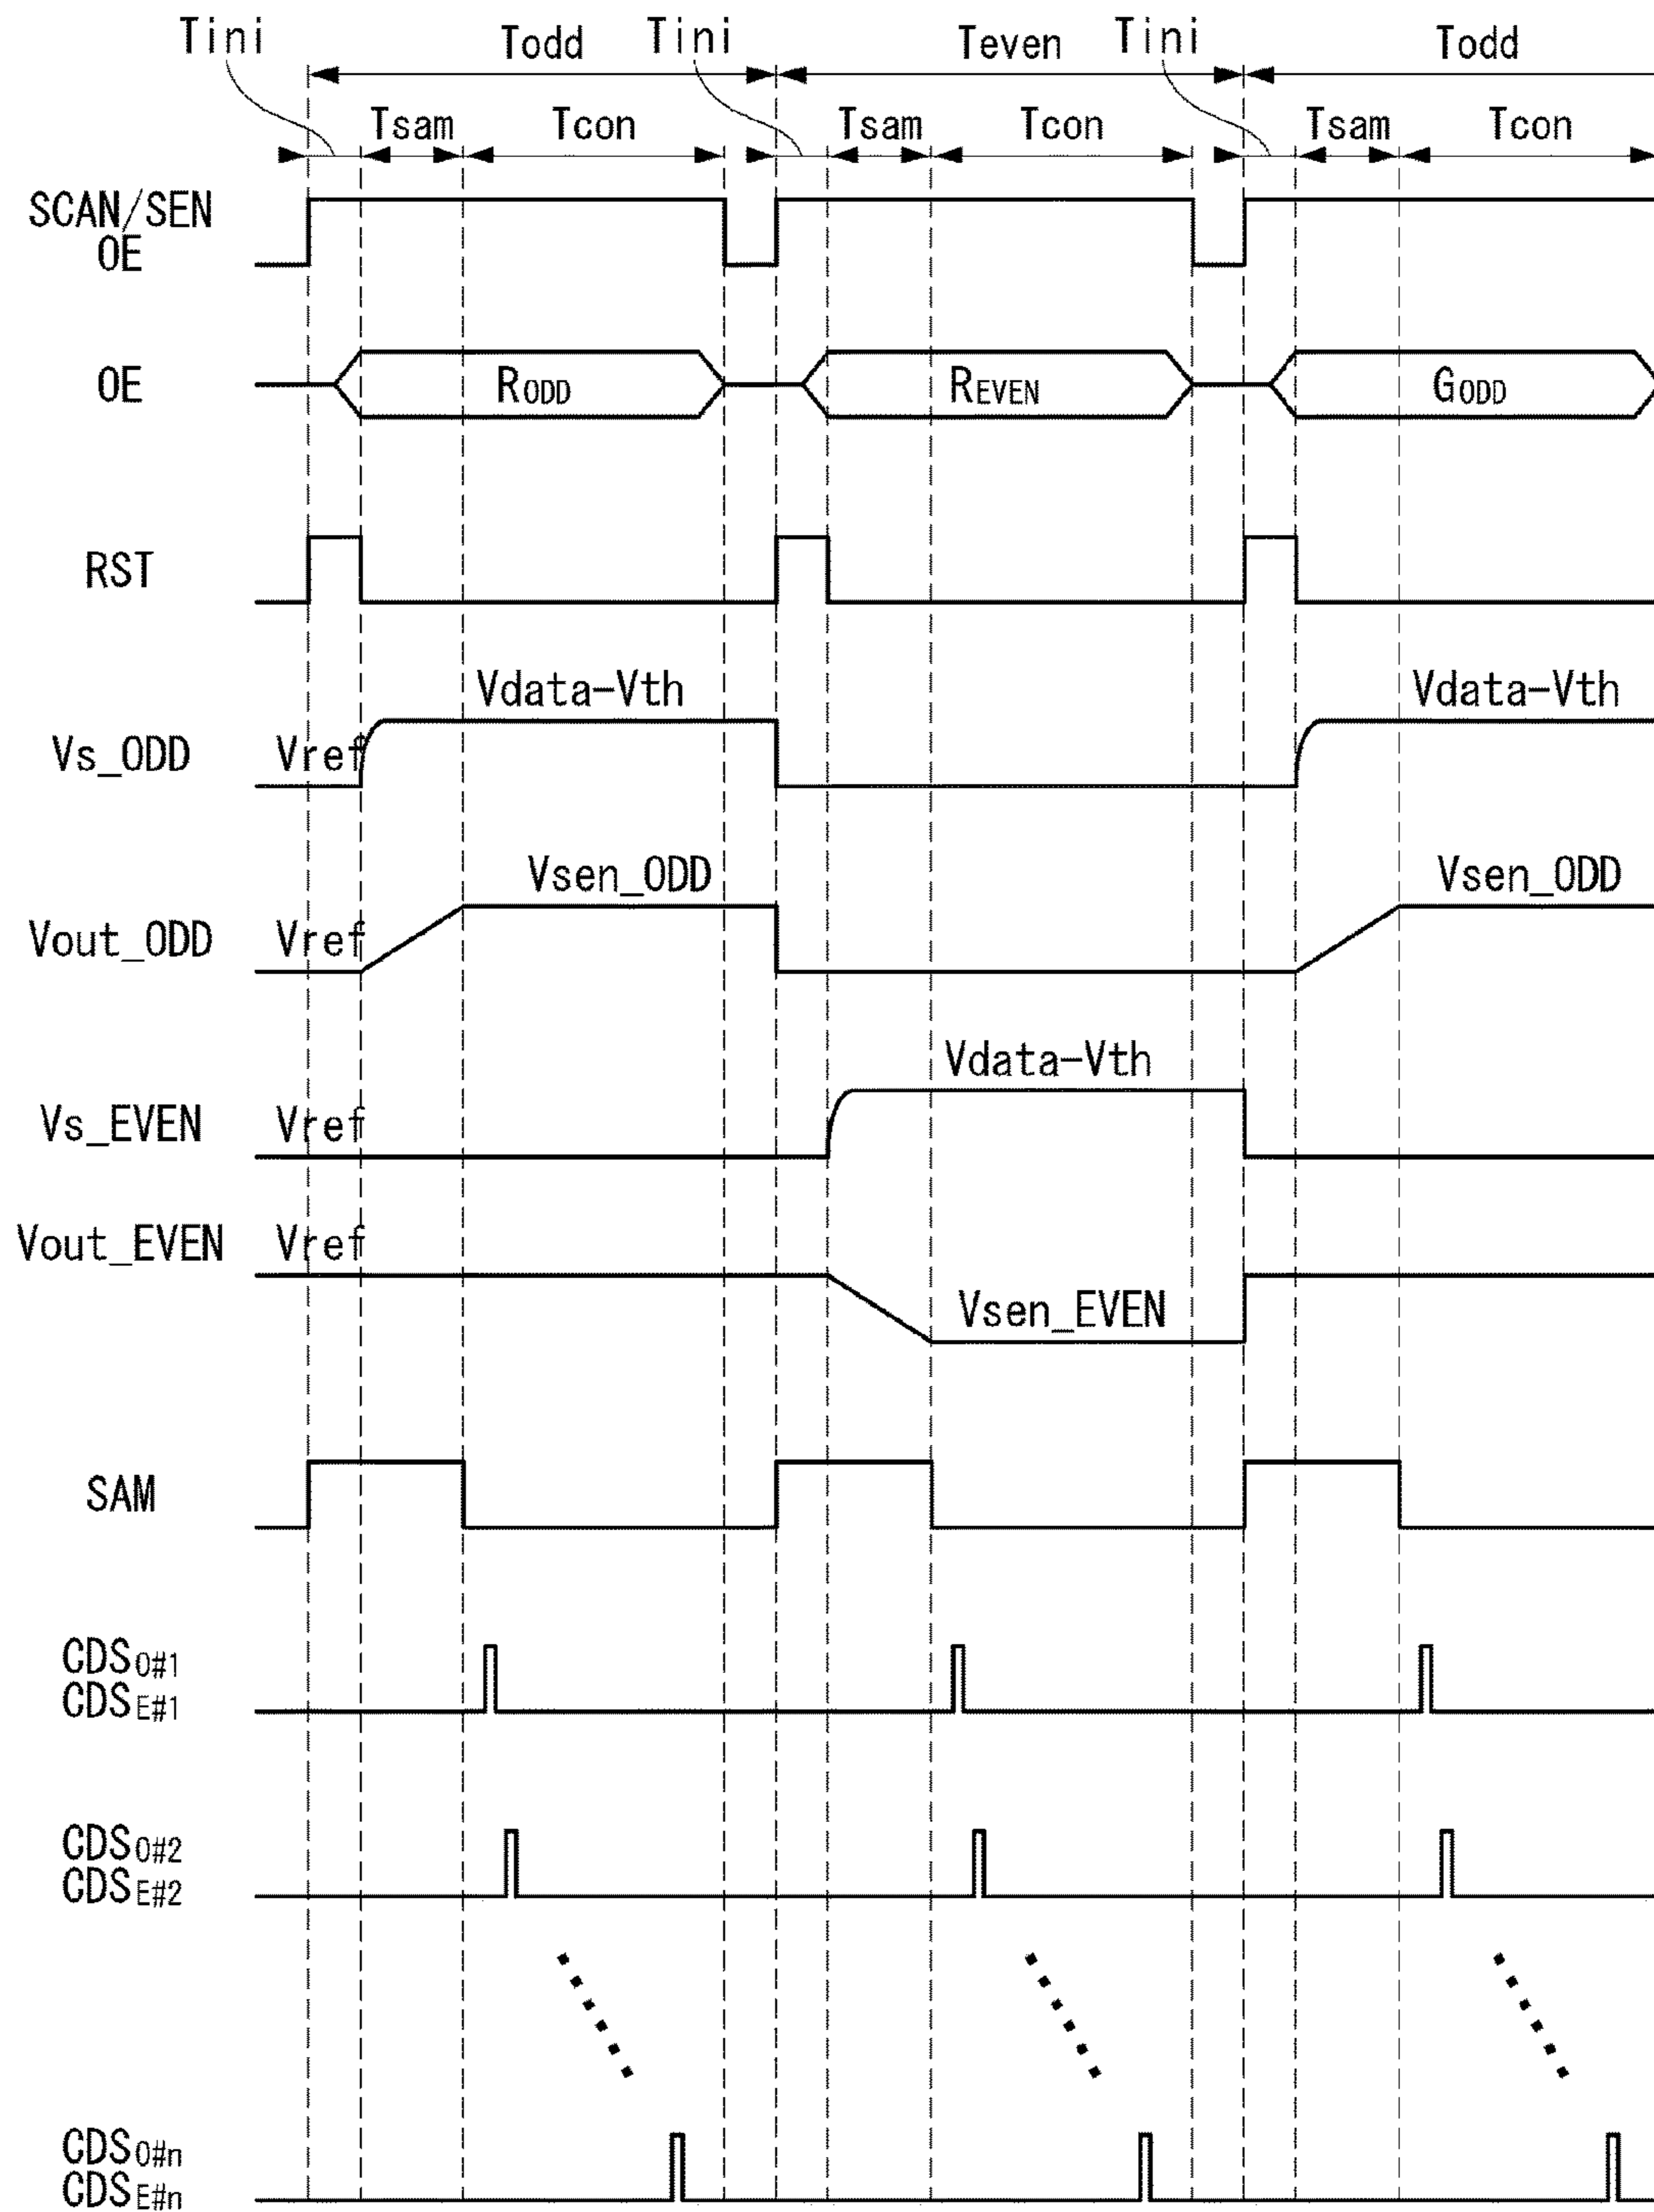 Tini Todd Tini Teven Tini Todd
Tsam Tcon Tsam Tcon Tsam Tcon
SCAN/SEN
OE
OE RODD REVEN GODD
RST
Vdata-Vth Vdata-Vth
Vs_ODD Vref
Vsen_ODD Vsen_ODD
Vout_ODD Vref
Vdata-Vth
Vs_EVEN Vref
Vout_EVEN Vref
Vsen_EVEN
SAM
CDSO#1
CDSE#1
CDSO#2
CDSE#2
CDSO#n
CDSE#n